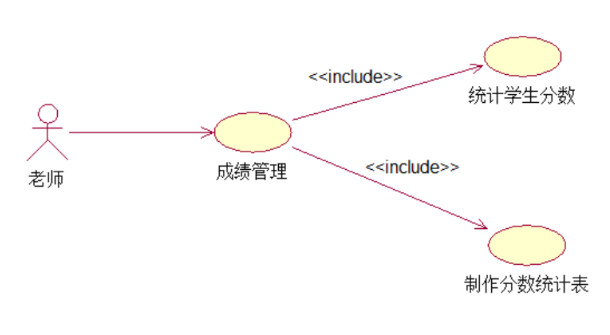 <<include>>
统计学生分数
老师
成绩管理
<<include>>
制作分数统计表